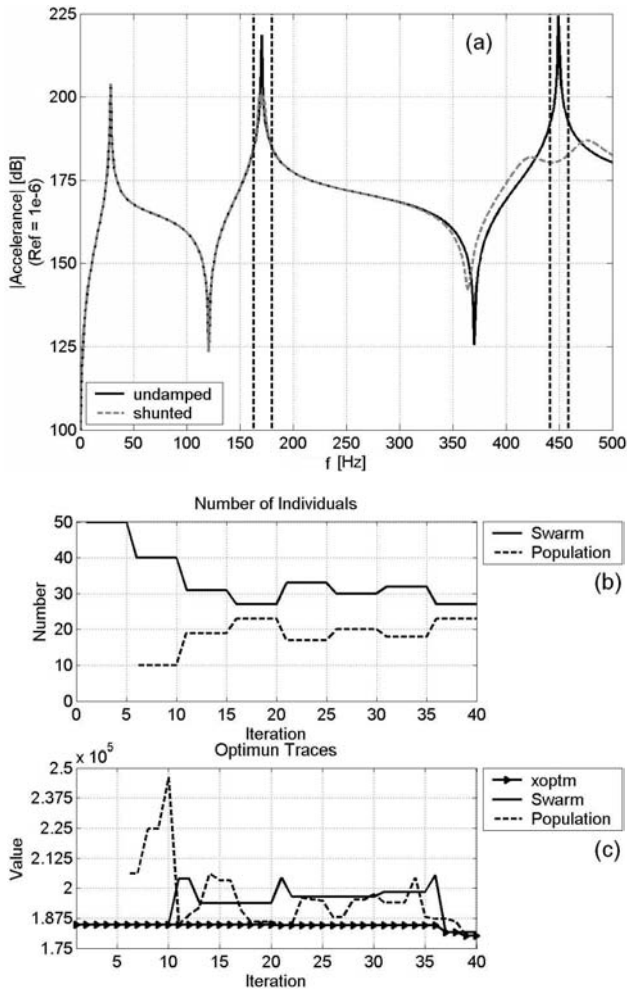 225
(a)
200
175
150
125
100
|Accelerance| [dB]
(Ref = 1e-6)
undamped
shunted
0 50 100 150 200 250 300 350 400 450 500
f [Hz]
Number of Individuals
50
40
30
20
10
0
Number
Swarm
Population
(b)
0 5 10 15 20 25 30 35 40
Iteration
Optimun Traces
x 10^5
2.5
2.375
2.25
2.125
2
1.875
1.75
Value
xoptm
Swarm
Population
(c)
5 10 15 20 25 30 35 40
Iteration